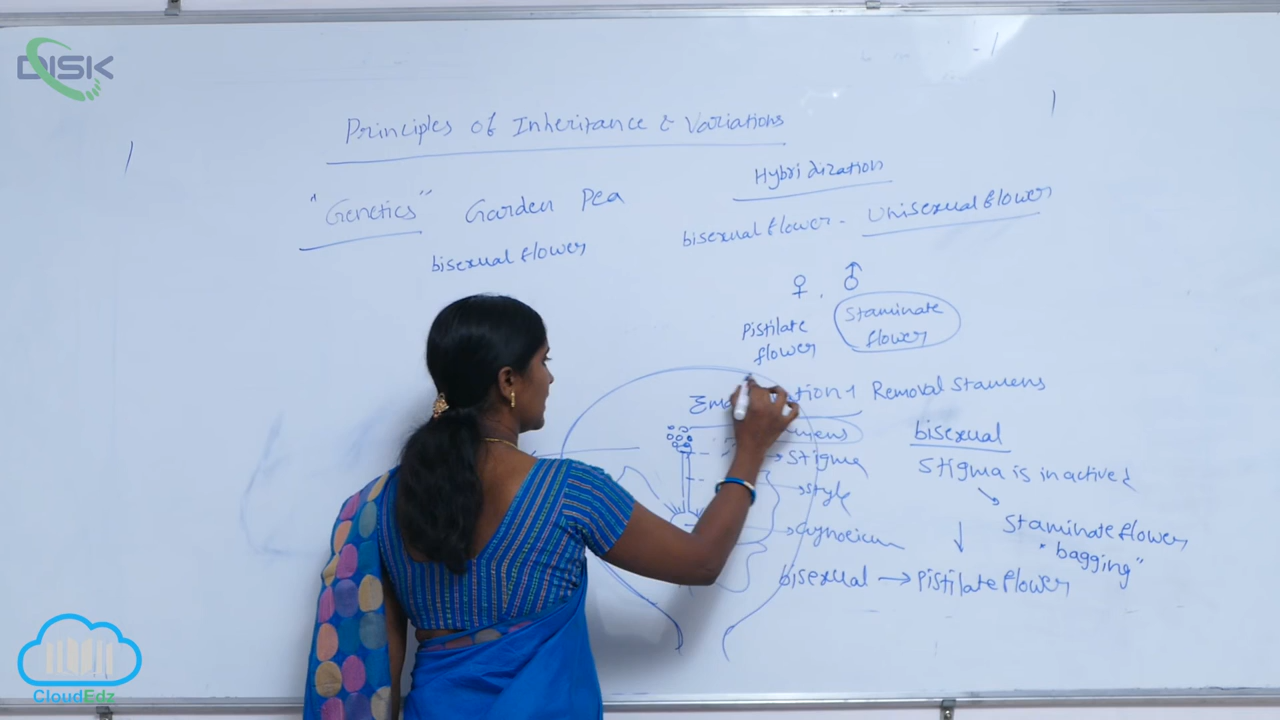 DISK
Principles of Inheritance & Variations
"Genetics" Garden Pea
bisexual flower
Hybridization
bisexual flower - Unisexual flower
♀ . ♂
Pistilate flower
Staminate flower
Removal Stamens
Stigma
Style
Gynoecium
bisexual
Stigma is inactived
Staminate flower
"bagging"
bisexual → Pistilate flower
CloudEdz